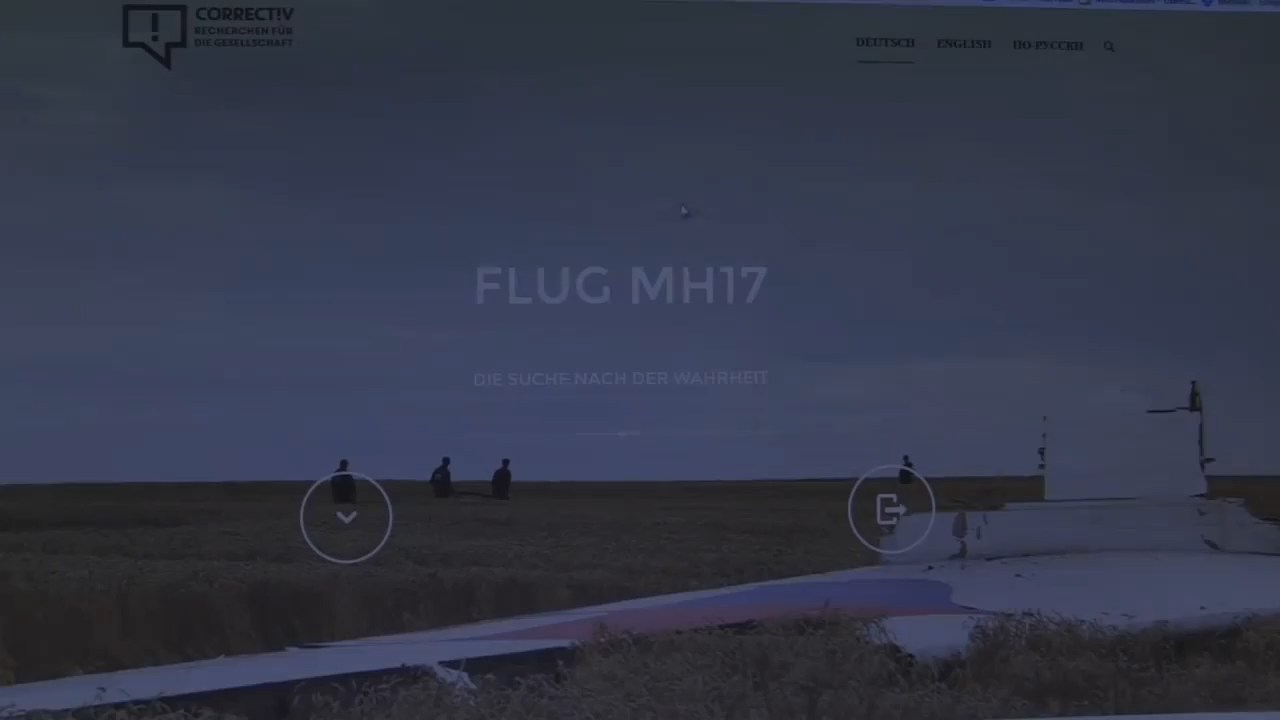 CORRECT!V
RECHERCHEN FÜR
DIE GESELLSCHAFT
DEUTSCH
ENGLISH
ПО-РУССКИ
FLUG MH17
DIE SUCHE NACH DER WAHRHEIT